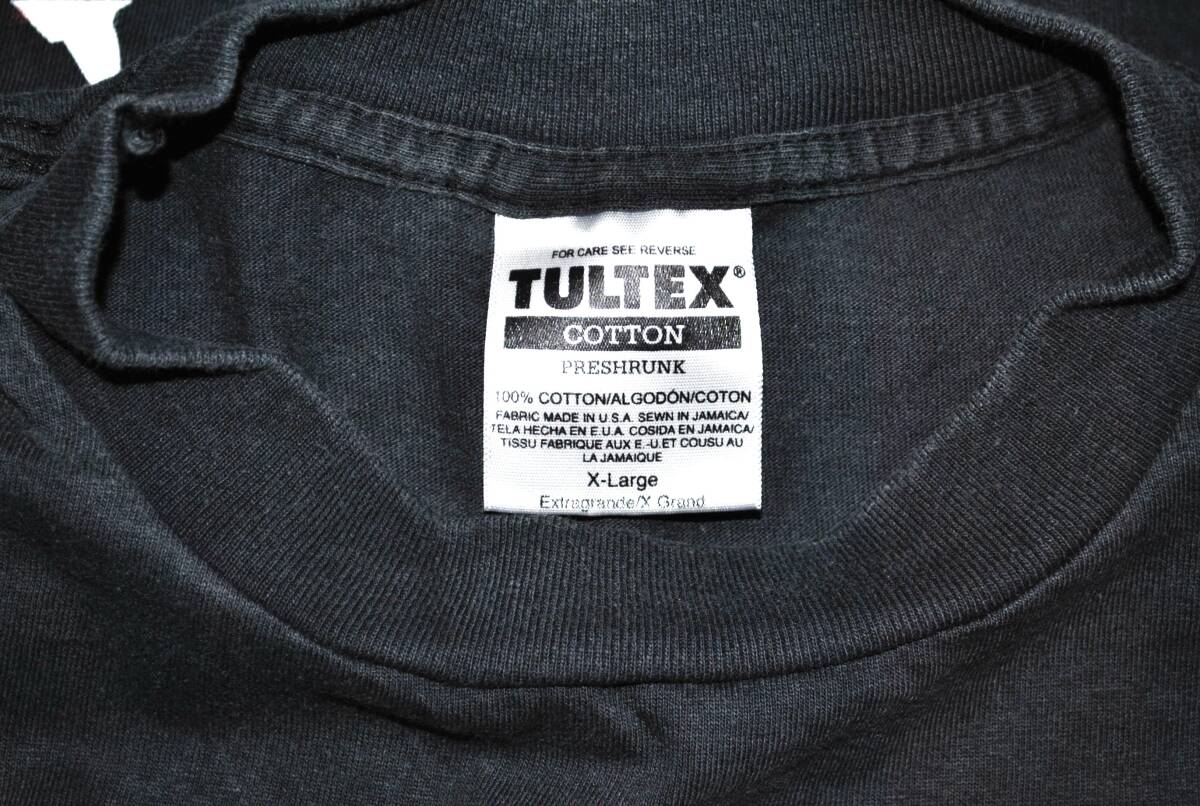 FOR CARE SEE REVERSE
TULTEX®
COTTON
PRESHRUNK
100% COTTON/ALGODÓN/COTON
FABRIC MADE IN U.S.A. SEWN IN JAMAICA/
TELA HECHA EN E.U.A. COSIDA EN JAMAICA/
TISSU FABRIQUE AUX E.-U.ET COUSU AU
LA JAMAIQUE
X-Large
Extragrande/X Grand